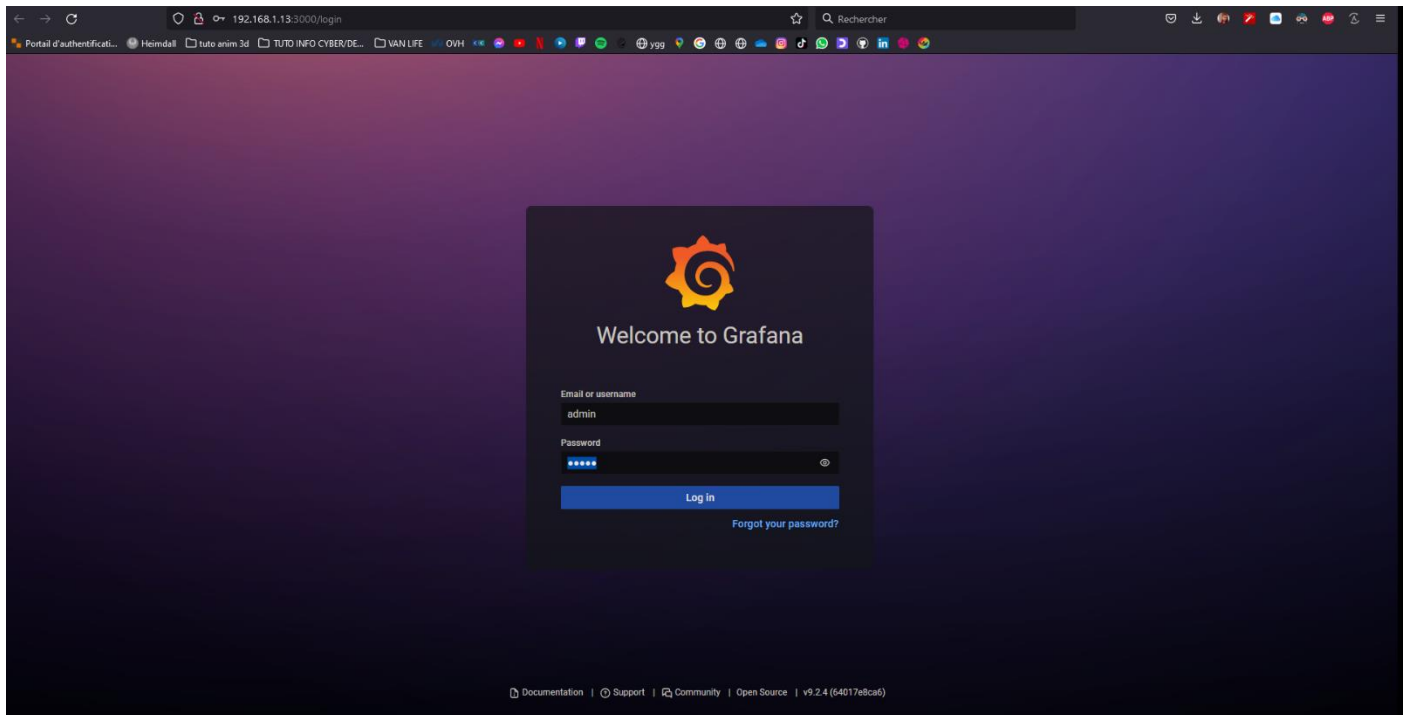 192.168.1.13:3000/login
Rechercher
Portail d'authentificati... Heimdall tuto anim 3d TUTO INFO CYBER/DE... VAN LIFE OVH ygg
Welcome to Grafana
Email or username
admin
Password
•••••
Log in
Forgot your password?
Documentation | Support | Community | Open Source | v9.2.4 (64017e8ca6)